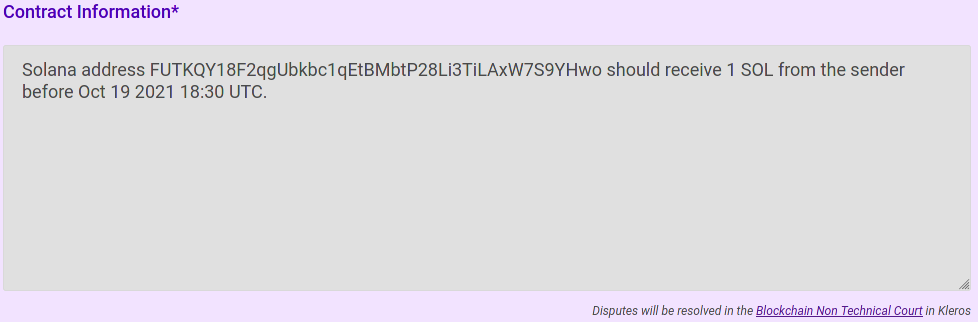 Contract Information*
Solana address FUTKQY18F2qgUbkbc1qEtBMbtP28Li3TiLAxW7S9YHwo should receive 1 SOL from the sender
before Oct 19 2021 18:30 UTC.
Disputes will be resolved in the Blockchain Non Technical Court in Kleros